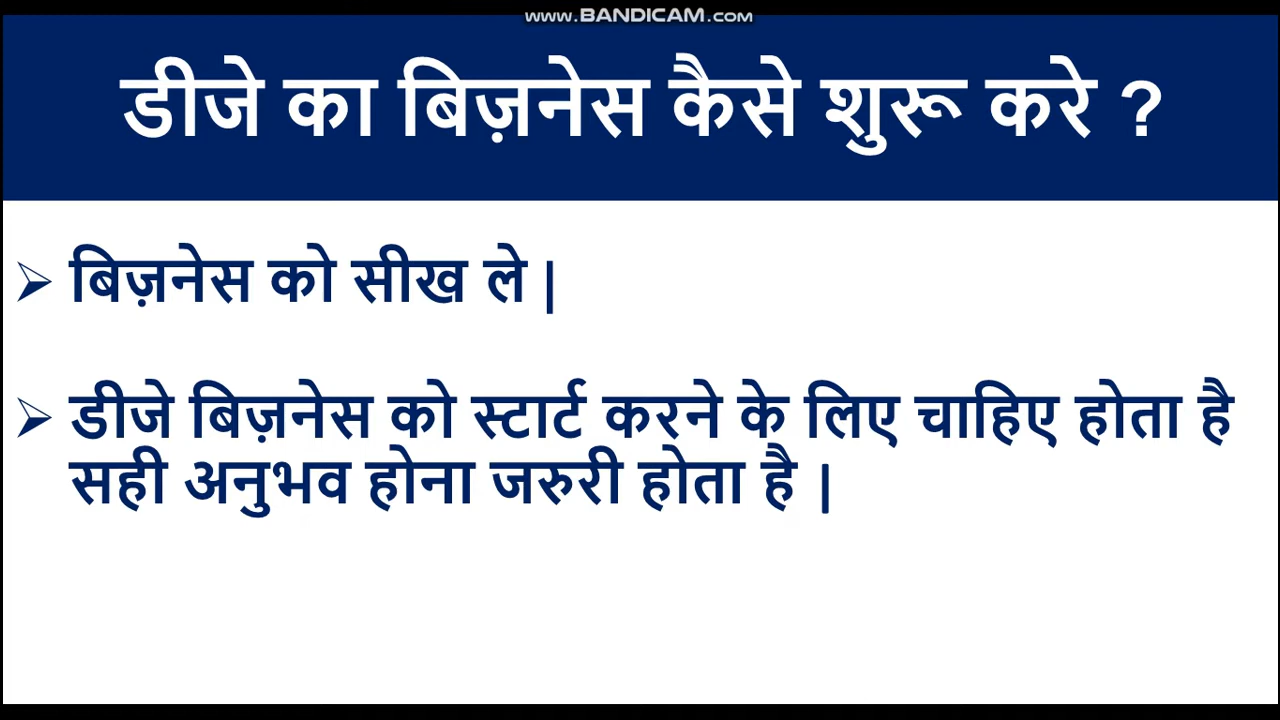 www.BANDICAM.com
डीजे का बिज़नेस कैसे शुरू करे ?
➢ बिज़नेस को सीख ले |
➢ डीजे बिज़नेस को स्टार्ट करने के लिए चाहिए होता है
सही अनुभव होना जरुरी होता है |